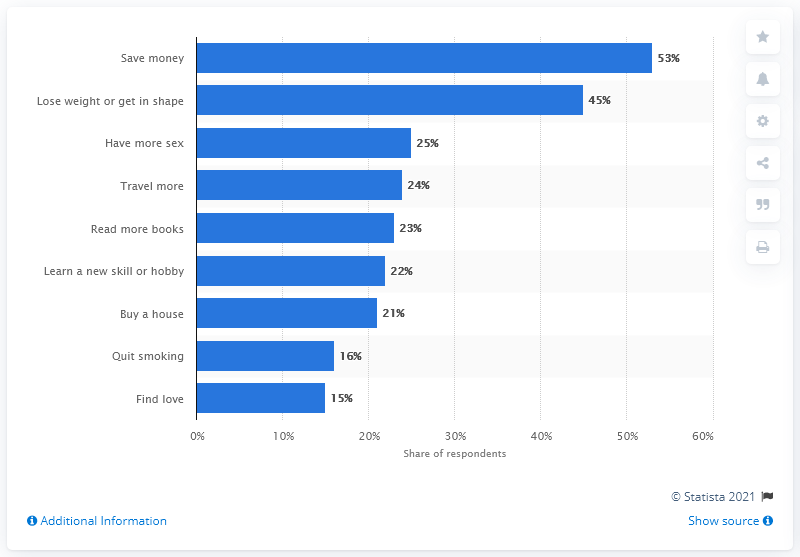 Save money 53%
Lose weight or get in shape 45%
Have more sex 25%
Travel more 24%
Read more books 23%
Learn a new skill or hobby 22%
Buy a house 21%
Quit smoking 16%
Find love 15%
0% 10% 20% 30% 40% 50% 60%
Share of respondents
© Statista 2021
Additional Information Show source